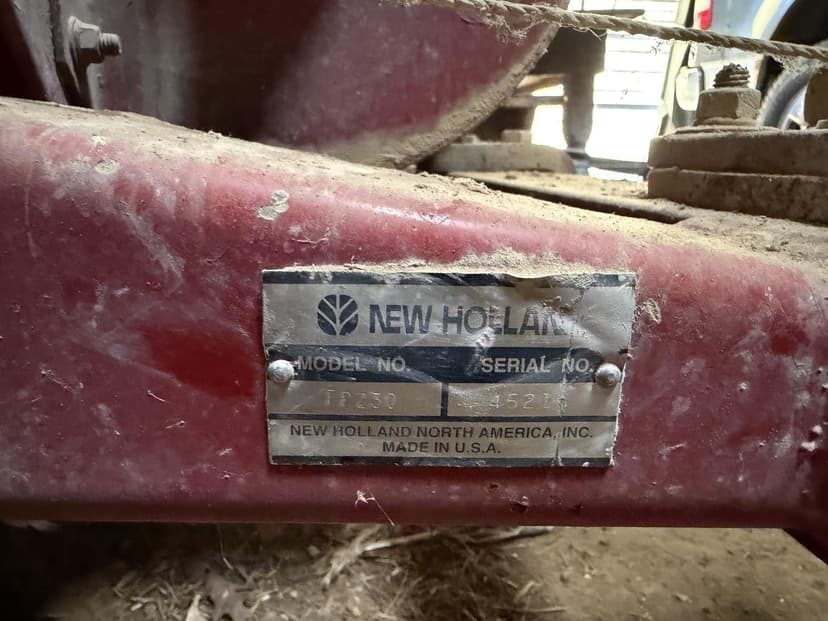 NEW HOLLAN
MODEL NO. SERIAL NO.
NEW HOLLAND NORTH AMERICA, INC.
MADE IN U.S.A.